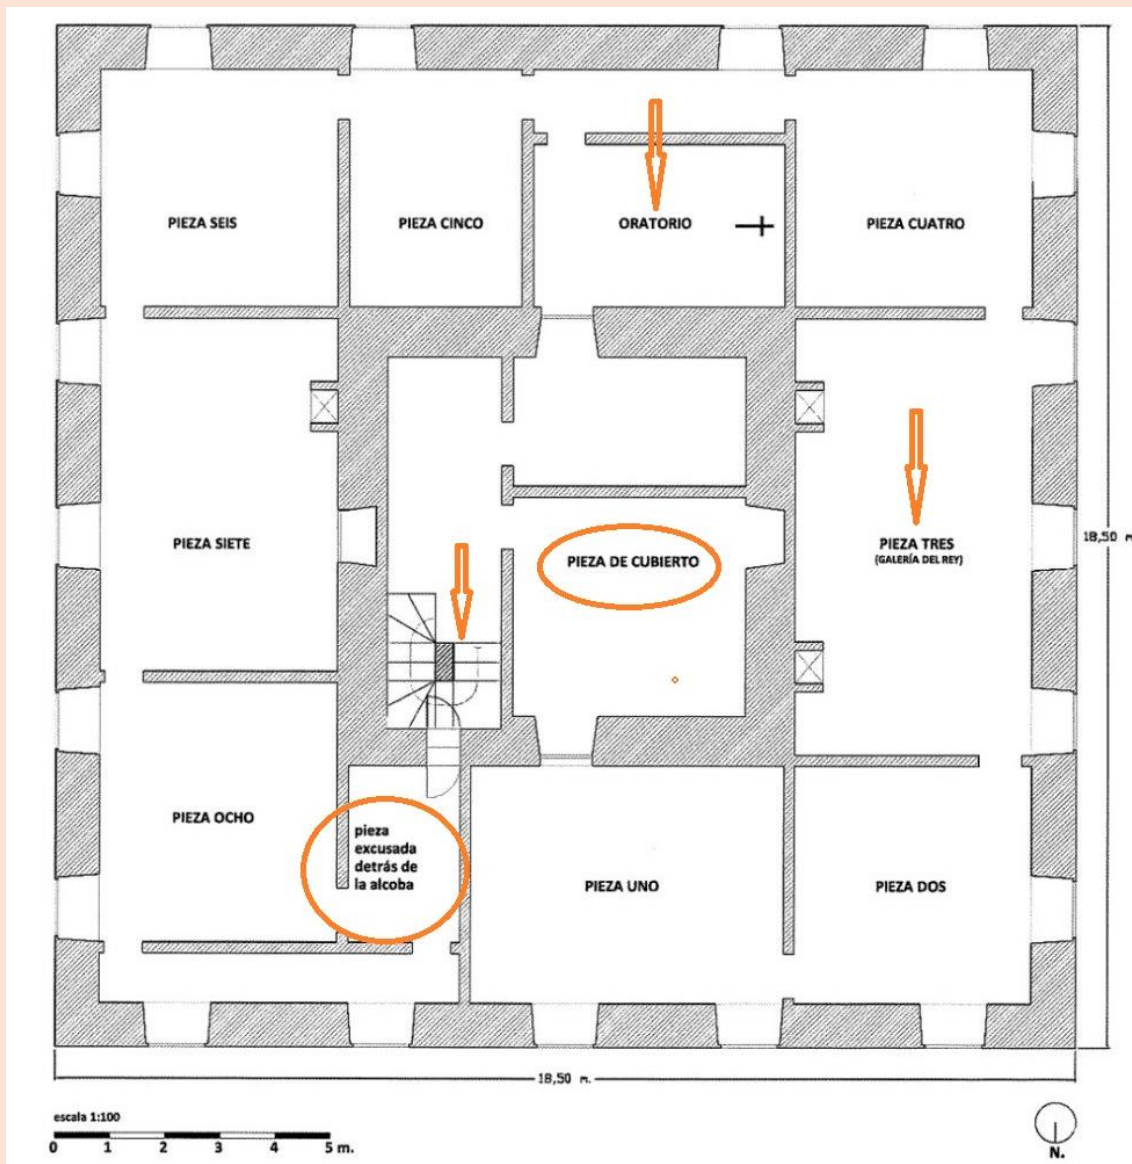 PIEZA SEIS
PIEZA CINCO
ORATORIO
PIEZA CUATRO
PIEZA SIETE
PIEZA DE CUBIERTO
PIEZA TRES
(GALERÍA DEL REY)
18,50 m.
PIEZA OCHO
pieza
excusada
detrás de
la alcoba
PIEZA UNO
PIEZA DOS
18,50 m.
escala 1:100
0 1 2 3 4 5 m.
N.